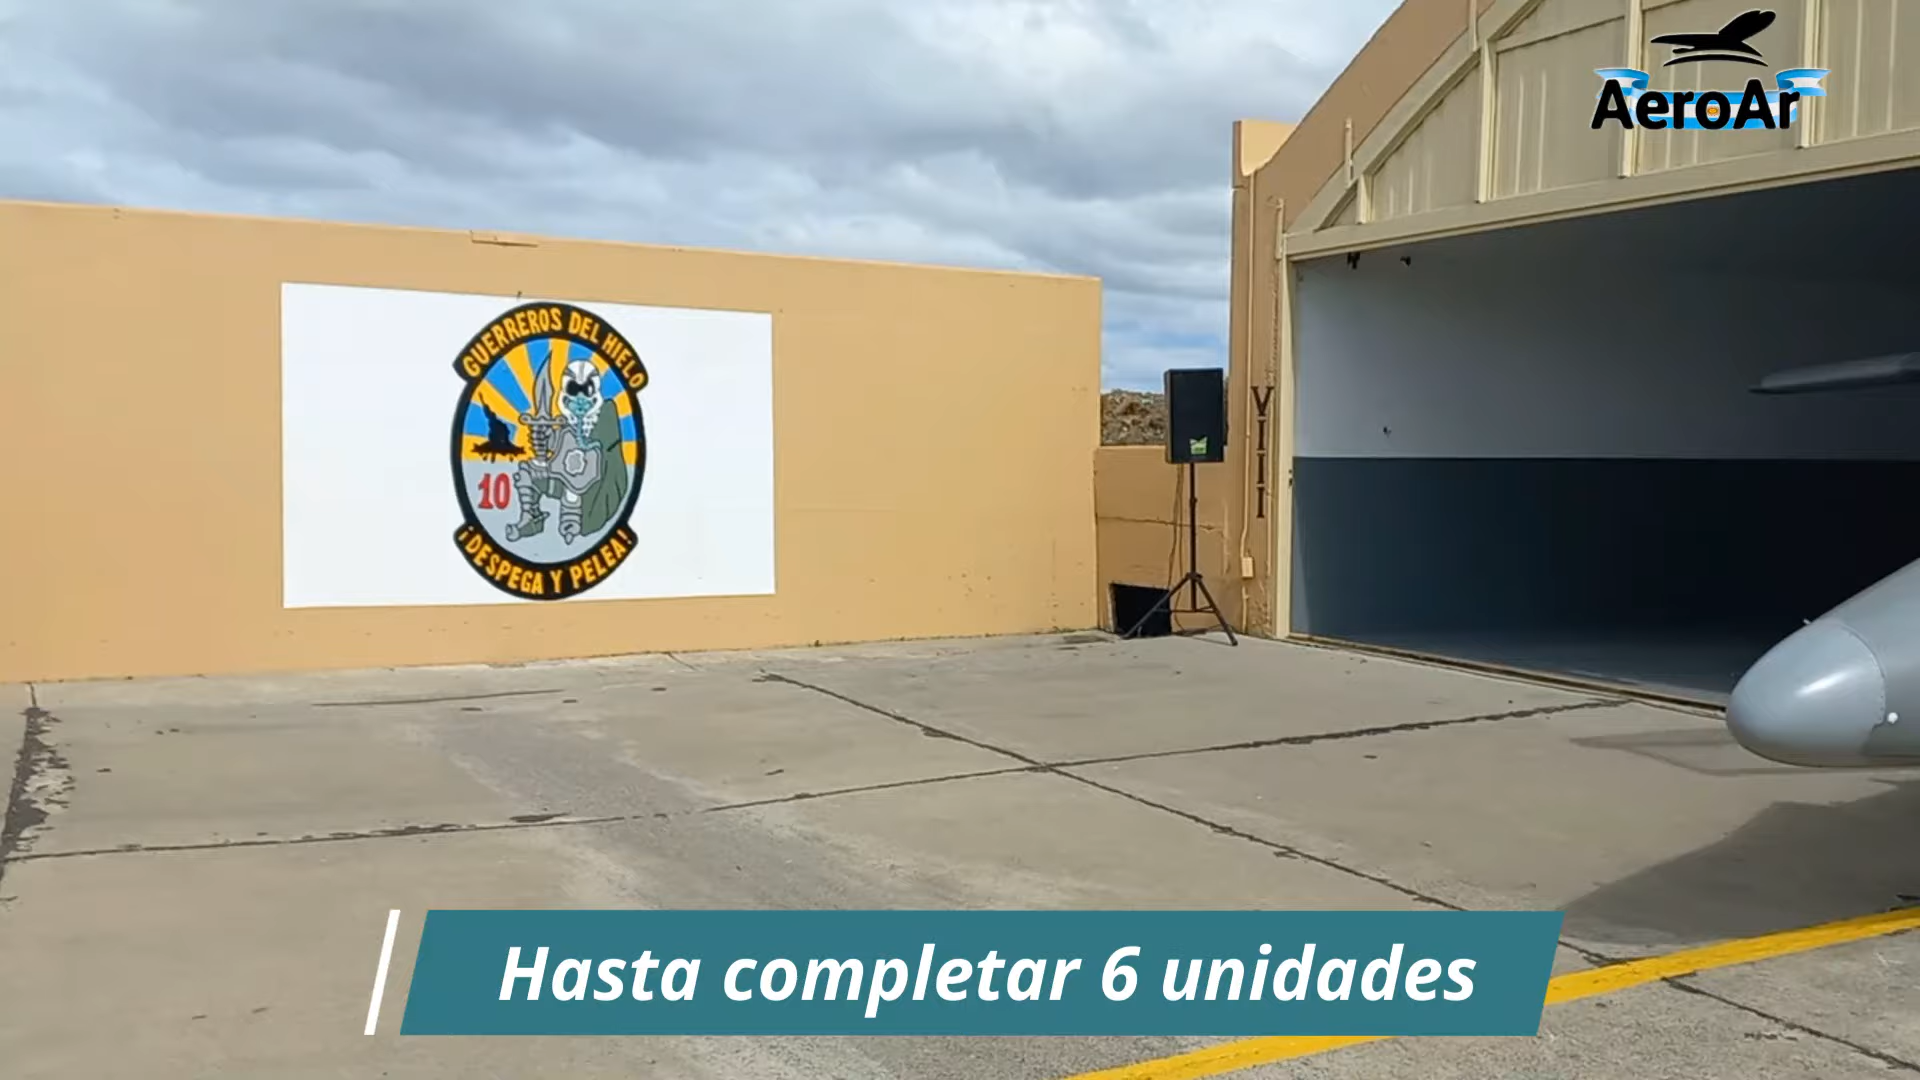 AeroAr
GUERREROS DEL HIELO
10
¡DESPEGA Y PELEA!
VIII
Hasta completar 6 unidades